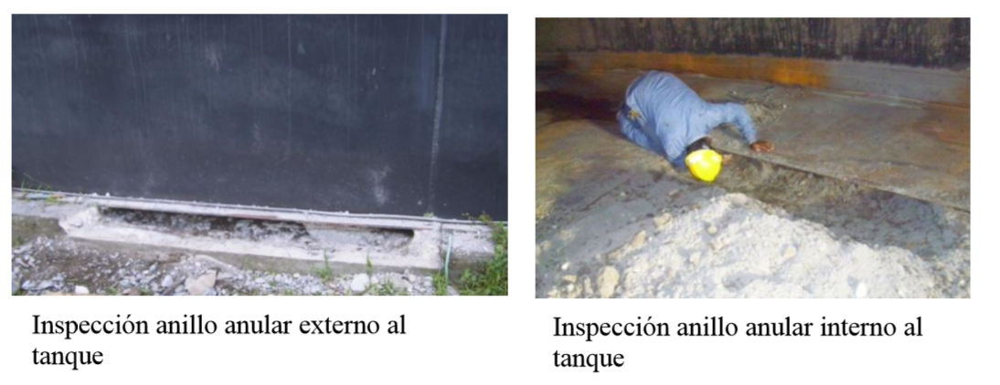 Inspección anillo anular externo al
tanque
Inspección anillo anular interno al
tanque